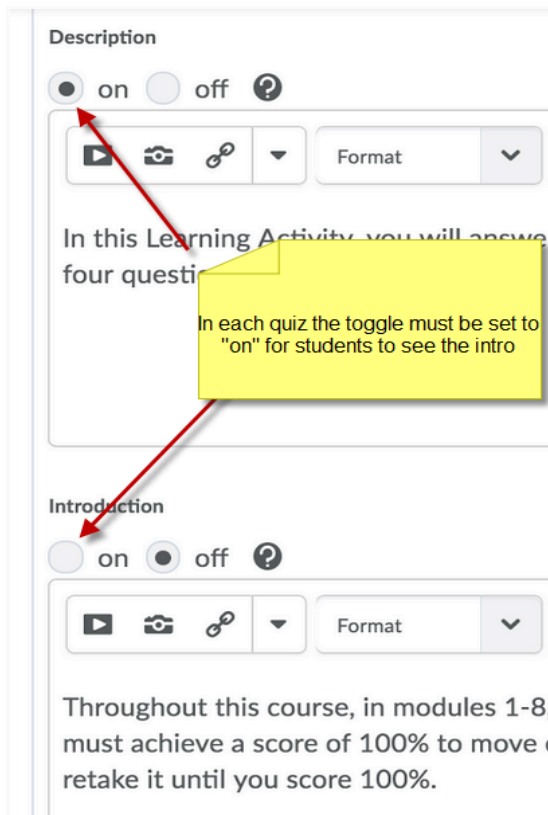 Description
on off ?
Format
In this Learning Activity, you will answe
four questi
In each quiz the toggle must be set to
"on" for students to see the intro
Introduction
on off ?
Format
Throughout this course, in modules 1-8
must achieve a score of 100% to move
retake it until you score 100%.